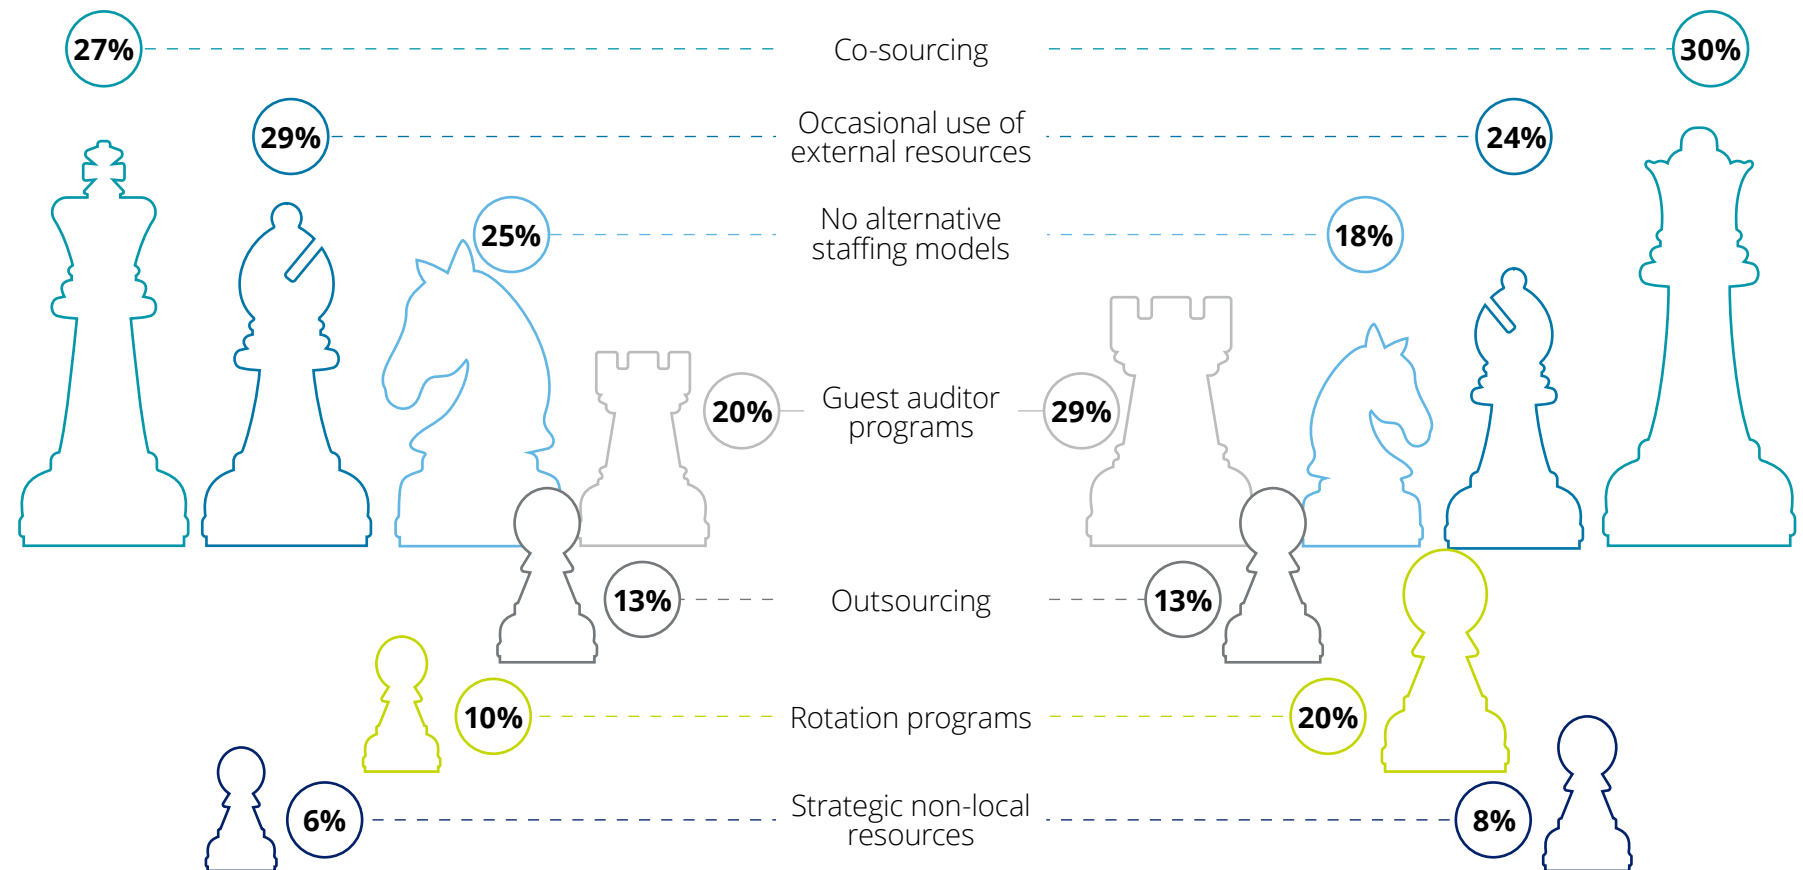 27%
Co-sourcing
30%
29%
Occasional use of
external resources
24%
25%
No alternative
staffing models
18%
20%
Guest auditor
programs
29%
13%
Outsourcing
13%
10%
Rotation programs
20%
6%
Strategic non-local
resources
8%